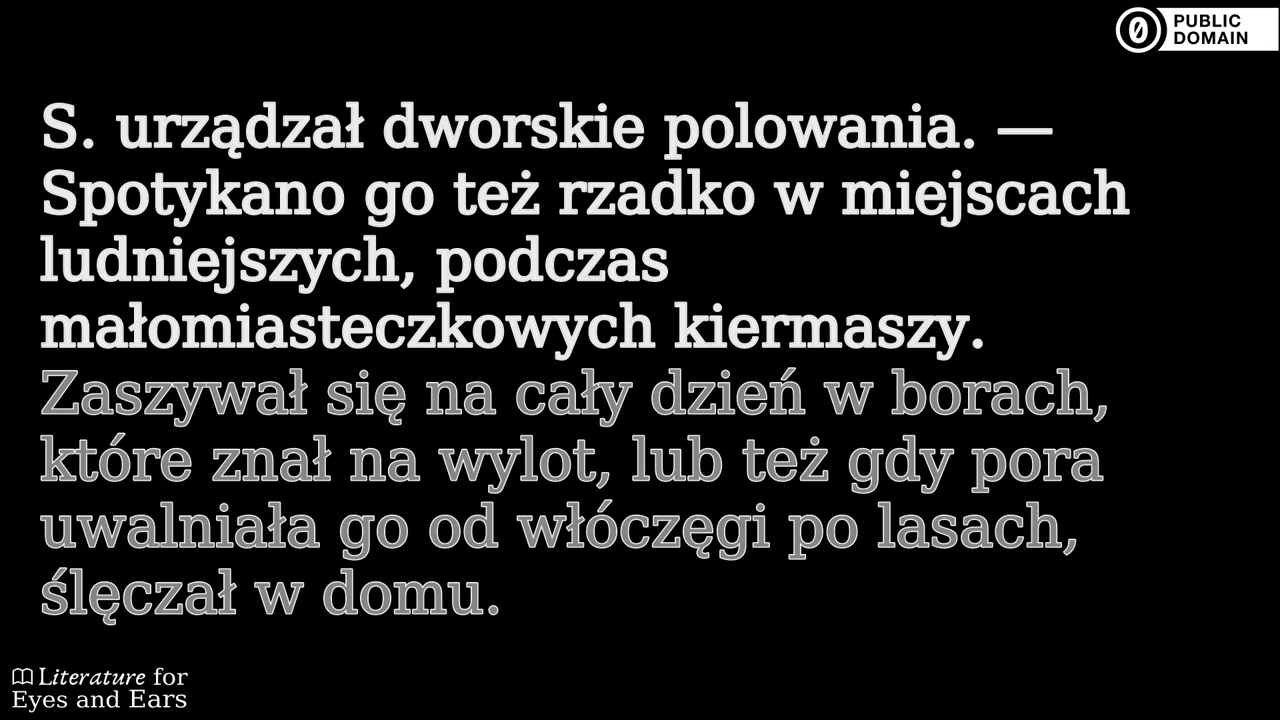 PUBLIC
DOMAIN
S. urządzał dworskie polowania. —
Spotykano go też rzadko w miejscach
ludniejszych, podczas
małomiasteczkowych kiermaszy.
Zaszywał się na cały dzień w borach,
które znał na wylot, lub też gdy pora
uwalniała go od włóczęgi po lasach,
ślęczał w domu.
Literature for
Eyes and Ears